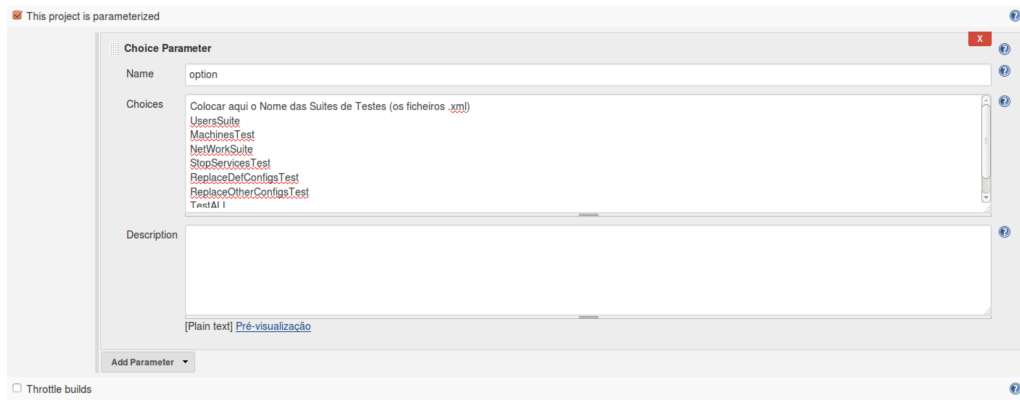 This project is parameterized
Choice Parameter
X
Name
option
Choices
Colocar aqui o Nome das Suites de Testes (os ficheiros .xml)
UsersSuite
MachinesTest
NetWorkSuite
StopServicesTest
ReplaceDefConfigsTest
ReplaceOtherConfigsTest
TestALL
Description
[Plain text] Pré-visualização
Add Parameter
Throttle builds